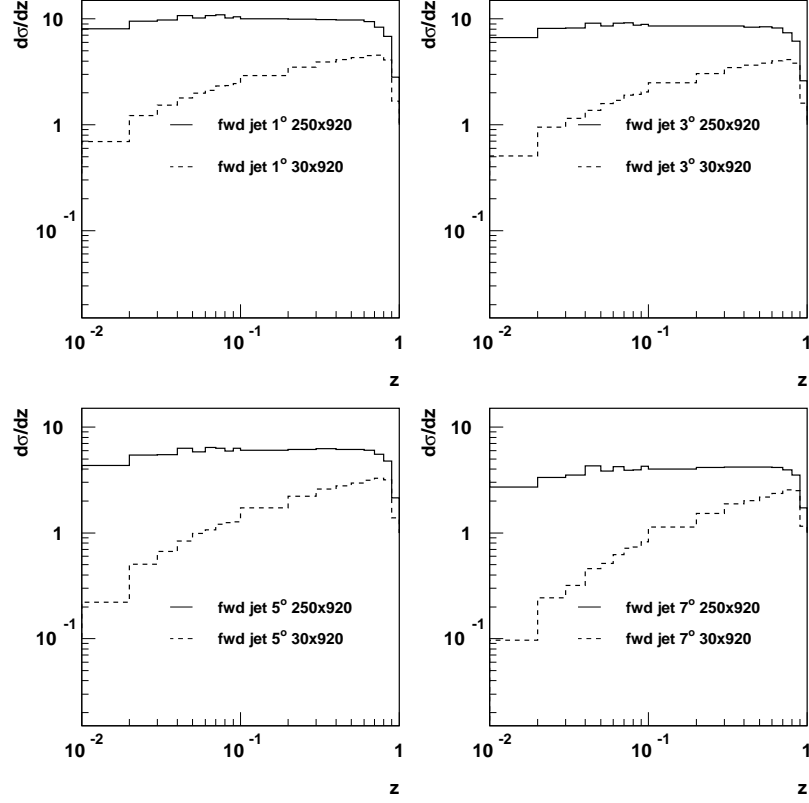 dσ/dz
10
1
10⁻¹
fwd jet 1° 250x920
fwd jet 1° 30x920
10⁻² 10⁻¹ 1
z
dσ/dz
10
1
10⁻¹
fwd jet 3° 250x920
fwd jet 3° 30x920
10⁻² 10⁻¹ 1
z
dσ/dz
10
1
10⁻¹
fwd jet 5° 250x920
fwd jet 5° 30x920
10⁻² 10⁻¹ 1
z
dσ/dz
10
1
10⁻¹
fwd jet 7° 250x920
fwd jet 7° 30x920
10⁻² 10⁻¹ 1
z